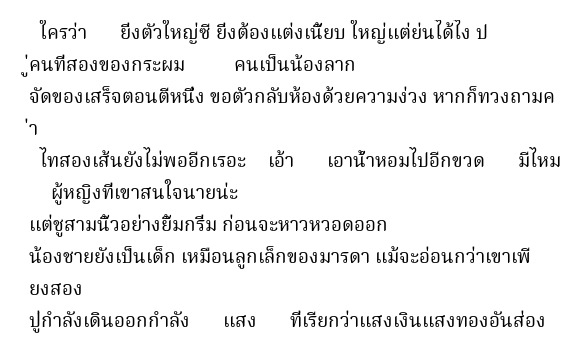 ใครว่า ยิ่งตัวใหญ่ซี ยิ่งต้องแต่งเนี้ยบ ใหญ่แต่ย่นได้ไง ป
ู่คนที่สองของกระผม คนเป็นน้องลาก
จัดของเสร็จตอนตีหนึ่ง ขอตัวกลับห้องด้วยความง่วง หากก็ทวงถามค
่ำ
ไทสองเส้นยังไม่พออีกเรอะ เอ้า เอาน้ำหอมไปอีกขวด มีไหม
ผู้หญิงที่เขาสนใจนายน่ะ
แต่ชูสามนิ้วอย่างยิ้มกริ่ม ก่อนจะหาวหวอดออก
น้องชายยังเป็นเด็ก เหมือนลูกเล็กของมารดา แม้จะอ่อนกว่าเขาเพี
ยงสอง
ปู่กำลังเดินออกกำลัง แสง ที่เรียกว่าแสงเงินแสงทองอันส่อง